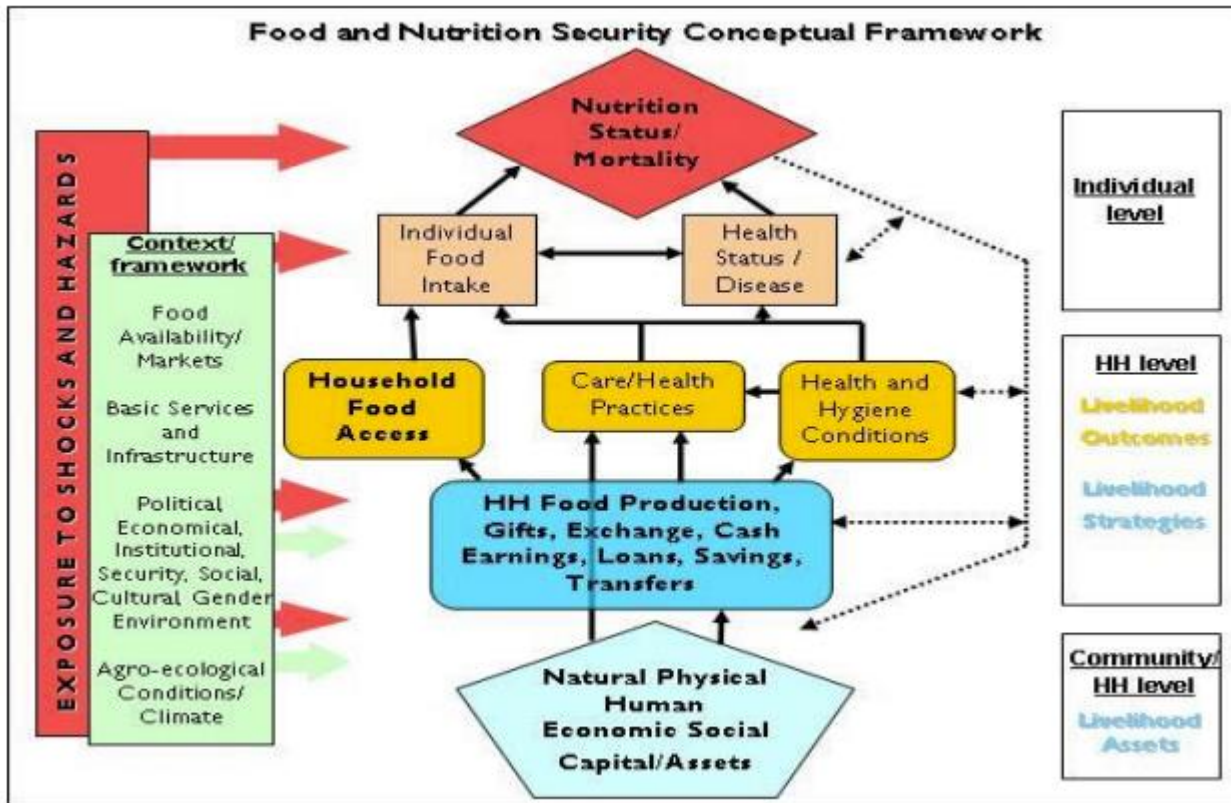 Food and Nutrition Security Conceptual Framework
EXPOSURE TO SHOCKS AND HAZARDS
Context/
framework
Food
Availability/
Markets
Basic Services
and
Infrastructure
Political,
Economical,
Institutional,
Security, Social,
Cultural, Gender
Environment
Agro-ecological
Conditions/
Climate
Nutrition
Status/
Mortality
Individual
Food
Intake
Health
Status /
Disease
Household
Food
Access
Care/Health
Practices
Health and
Hygiene
Conditions
HH Food Production,
Gifts, Exchange, Cash
Earnings, Loans, Savings,
Transfers
Natural Physical
Human
Economic Social
Capital/Assets
Individual
level
HH level
Livelihood
Outcomes
Livelihood
Strategies
Community/
HH level
Livelihood
Assets